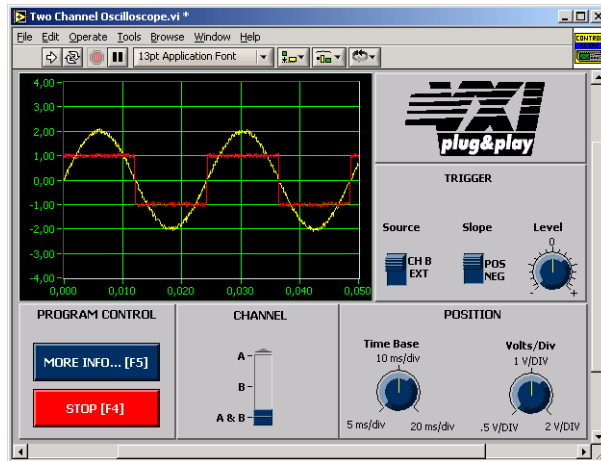 Two Channel Oscilloscope.vi *
File Edit Operate Tools Browse Window Help
13pt Application Font
4,00
3,00
2,00
1,00
0,00
-1,00
-2,00
-3,00
-4,00
0,000 0,010 0,020 0,030 0,040 0,050
VXI
plug&play
TRIGGER
Source Slope Level
0
CH B
EXT
POS
NEG
- +
PROGRAM CONTROL
MORE INFO... [F5]
STOP [F4]
CHANNEL
A
B
A & B
POSITION
Time Base
10 ms/div
5 ms/div 20 ms/div
Volts/Div
1 V/DIV
.5 V/DIV 2 V/DIV